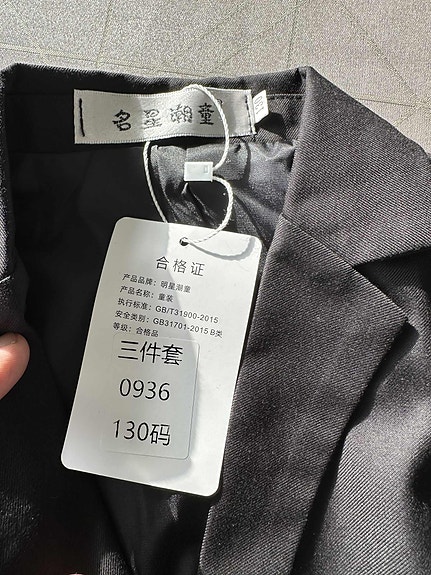 名星潮童
130
合格证
产品品牌：明星潮童
产品名称：童装
执行标准：GB/T31900-2015
安全类别：GB31701-2015 B类
等级：合格品
三件套
0936
130码